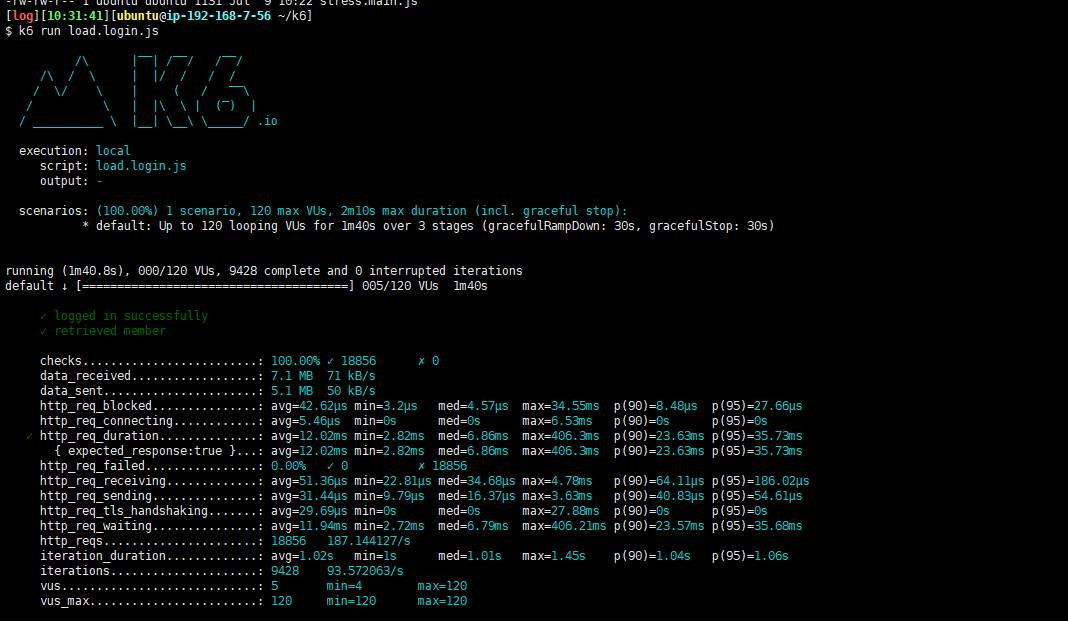 -rw-rw-r-- 1 ubuntu ubuntu 1131 Jul  9 10:22 stress.main.js
[log][10:31:41][ubuntu@ip-192-168-7-56 ~/k6]
$ k6 run load.login.js
.io
execution: local
script: load.login.js
output: -
scenarios: (100.00%) 1 scenario, 120 max VUs, 2m10s max duration (incl. graceful stop):
* default: Up to 120 looping VUs for 1m40s over 3 stages (gracefulRampDown: 30s, gracefulStop: 30s)
running (1m40.8s), 000/120 VUs, 9428 complete and 0 interrupted iterations
default ↓ [======================================] 005/120 VUs  1m40s
✓ logged in successfully
✓ retrieved member
checks.........................: 100.00% ✓ 18856      ✗ 0
data_received..................: 7.1 MB  71 kB/s
data_sent......................: 5.1 MB  50 kB/s
http_req_blocked...............: avg=42.62µs min=3.2µs   med=4.57µs  max=34.55ms  p(90)=8.48µs  p(95)=27.66µs
http_req_connecting............: avg=5.46µs  min=0s      med=0s      max=6.53ms   p(90)=0s      p(95)=0s
✓ http_req_duration..............: avg=12.02ms min=2.82ms  med=6.86ms  max=406.3ms  p(90)=23.63ms p(95)=35.73ms
{ expected_response:true }...: avg=12.02ms min=2.82ms  med=6.86ms  max=406.3ms  p(90)=23.63ms p(95)=35.73ms
http_req_failed................: 0.00%   ✓ 0          ✗ 18856
http_req_receiving.............: avg=51.36µs min=22.81µs med=34.68µs max=4.78ms   p(90)=64.11µs p(95)=186.02µs
http_req_sending...............: avg=31.44µs min=9.79µs  med=16.37µs max=3.63ms   p(90)=40.83µs p(95)=54.61µs
http_req_tls_handshaking.......: avg=29.69µs min=0s      med=0s      max=27.88ms  p(90)=0s      p(95)=0s
http_req_waiting...............: avg=11.94ms min=2.72ms  med=6.79ms  max=406.21ms p(90)=23.57ms p(95)=35.68ms
http_reqs......................: 18856   187.144127/s
iteration_duration.............: avg=1.02s   min=1s      med=1.01s   max=1.45s    p(90)=1.04s   p(95)=1.06s
iterations.....................: 9428    93.572063/s
vus............................: 5       min=4        max=120
vus_max........................: 120     min=120      max=120